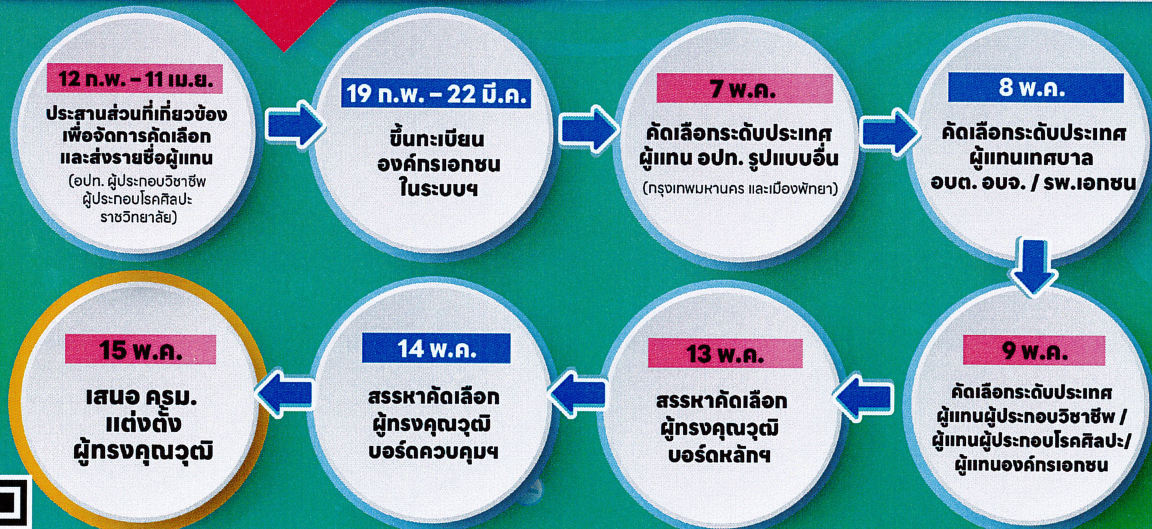 12 ก.พ. – 11 เม.ย.
ประสานส่วนที่เกี่ยวข้อง
เพื่อจัดการคัดเลือก
และส่งรายชื่อผู้แทน
(อปท. ผู้ประกอบวิชาชีพ
ผู้ประกอบโรคศิลปะ
ราชวิทยาลัย)
19 ก.พ. – 22 มี.ค.
ขึ้นทะเบียน
องค์กรเอกชน
ในระบบฯ
7 พ.ค.
คัดเลือกระดับประเทศ
ผู้แทน อปท. รูปแบบอื่น
(กรุงเทพมหานคร และเมืองพัทยา)
8 พ.ค.
คัดเลือกระดับประเทศ
ผู้แทนเทศบาล
อบต. อบจ. / รพ.เอกชน
9 พ.ค.
คัดเลือกระดับประเทศ
ผู้แทนผู้ประกอบวิชาชีพ /
ผู้แทนผู้ประกอบโรคศิลปะ/
ผู้แทนองค์กรเอกชน
13 พ.ค.
สรรหาคัดเลือก
ผู้ทรงคุณวุฒิ
บอร์ดหลักฯ
14 พ.ค.
สรรหาคัดเลือก
ผู้ทรงคุณวุฒิ
บอร์ดควบคุมฯ
15 พ.ค.
เสนอ ครม.
แต่งตั้ง
ผู้ทรงคุณวุฒิ